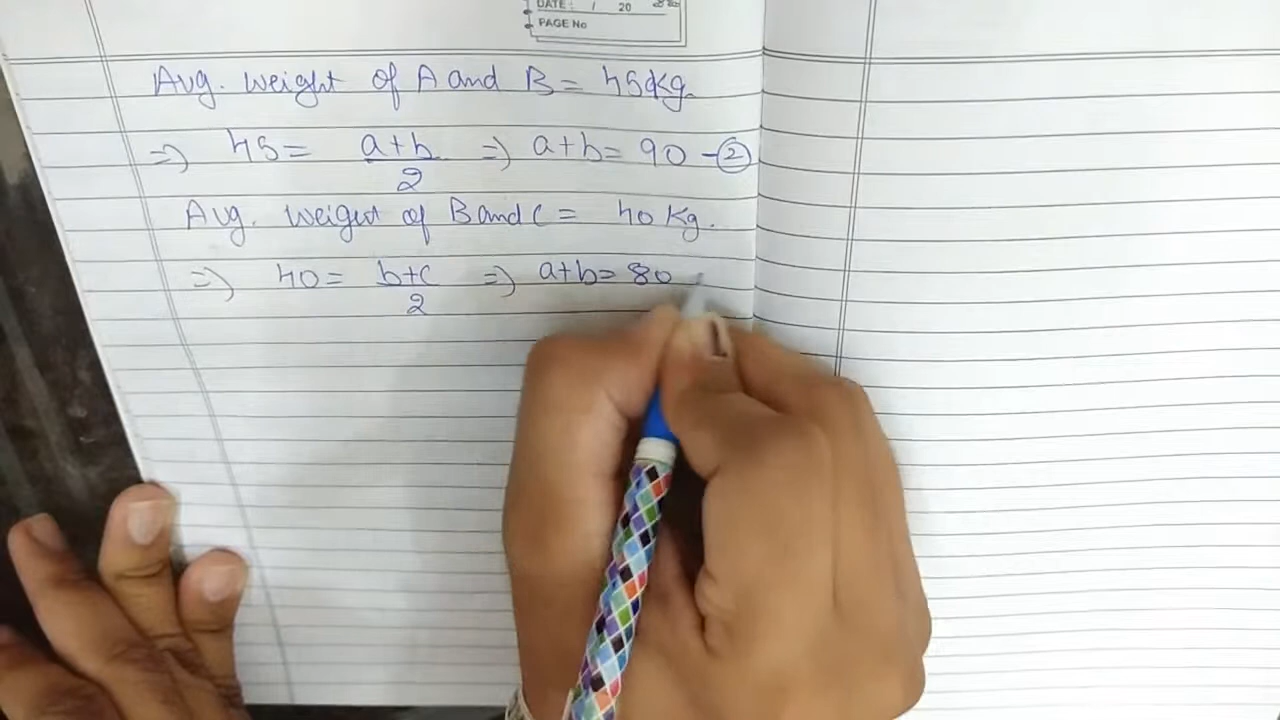 DATE: / 20
PAGE No
Avg. weight of A and B = 45Kg.
=> 45 = a+b/2 => a+b = 90 -②
Avg. weight of B and C = 40 Kg.
=> 40 = b+c/2 => a+b = 80